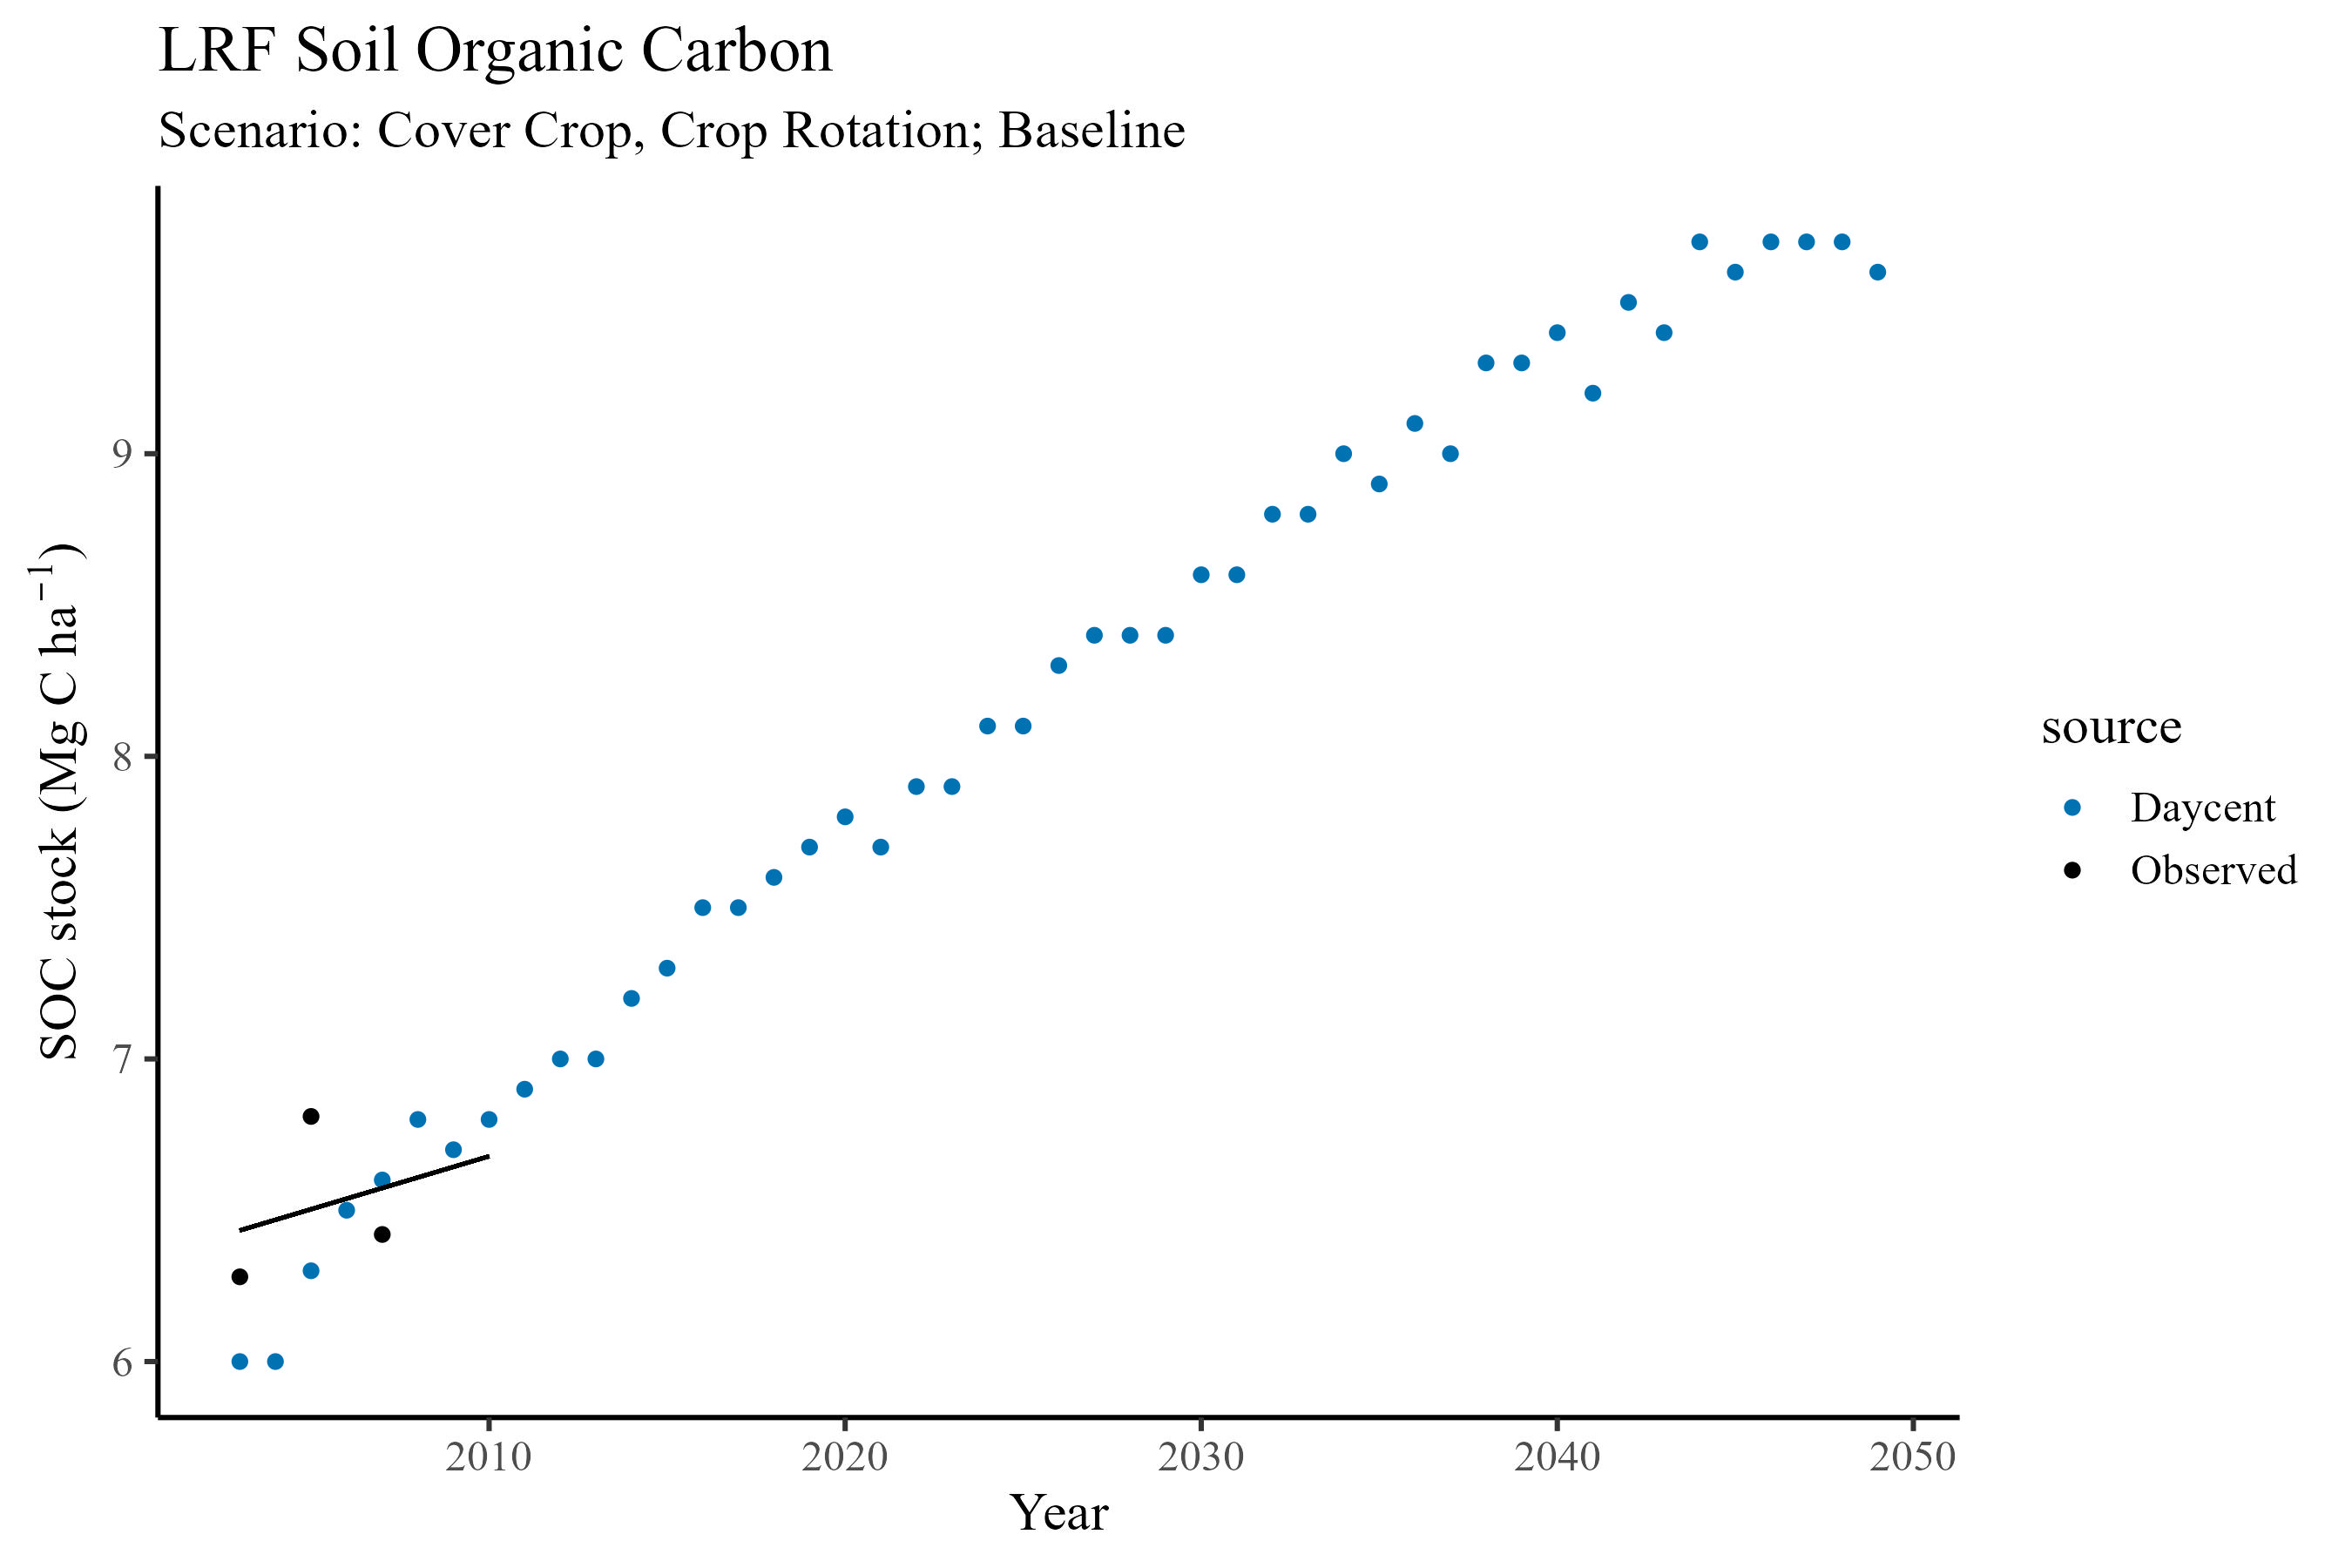 LRF Soil Organic Carbon
Scenario: Cover Crop, Crop Rotation; Baseline
SOC stock (Mg C ha⁻¹)
9
8
7
6
2010 2020 2030 2040 2050
Year
source
Daycent
Observed